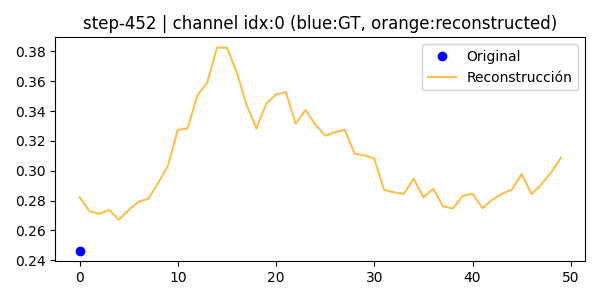 step-452 | channel idx:0 (blue:GT, orange:reconstructed)
Original
Reconstrucción
0.38
0.36
0.34
0.32
0.30
0.28
0.26
0.24
0 10 20 30 40 50